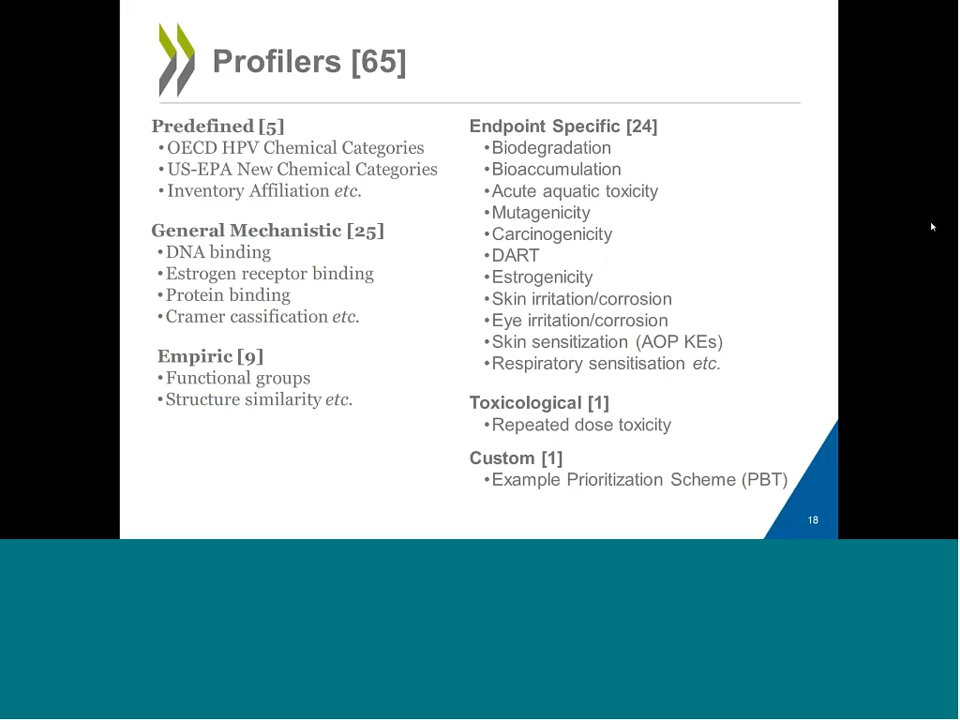 Profilers [65]
Predefined [5]
•OECD HPV Chemical Categories
•US-EPA New Chemical Categories
•Inventory Affiliation etc.
General Mechanistic [25]
•DNA binding
•Estrogen receptor binding
•Protein binding
•Cramer cassification etc.
Empiric [9]
•Functional groups
•Structure similarity etc.
Endpoint Specific [24]
•Biodegradation
•Bioaccumulation
•Acute aquatic toxicity
•Mutagenicity
•Carcinogenicity
•DART
•Estrogenicity
•Skin irritation/corrosion
•Eye irritation/corrosion
•Skin sensitization (AOP KEs)
•Respiratory sensitisation etc.
Toxicological [1]
•Repeated dose toxicity
Custom [1]
•Example Prioritization Scheme (PBT)
18